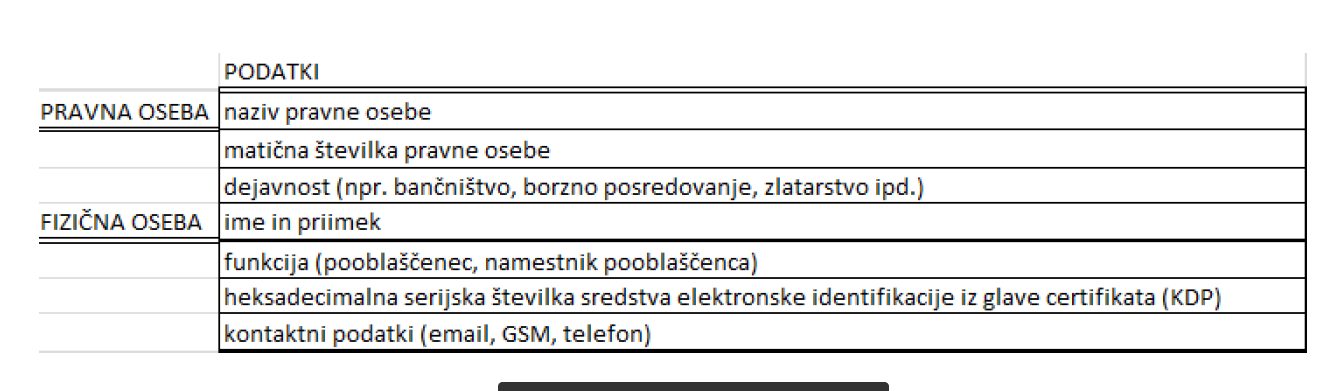 PODATKI
PRAVNA OSEBA naziv pravne osebe
matična številka pravne osebe
dejavnost (npr. bančništvo, borzno posredovanje, zlatarstvo ipd.)
FIZIČNA OSEBA ime in priimek
funkcija (pooblaščenec, namestnik pooblaščenca)
heksadecimalna serijska številka sredstva elektronske identifikacije iz glave certifikata (KDP)
kontaktni podatki (email, GSM, telefon)